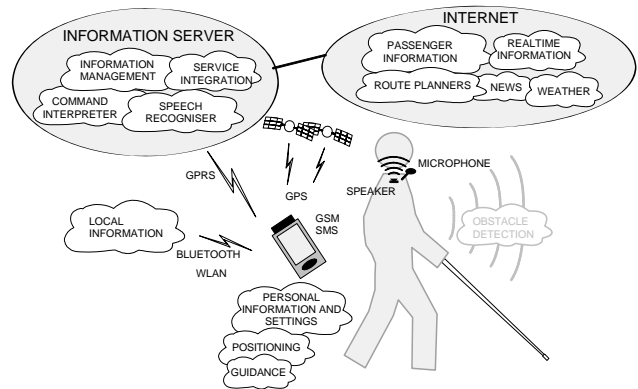 INFORMATION SERVER
INFORMATION
MANAGEMENT
SERVICE
INTEGRATION
COMMAND
INTERPRETER
SPEECH
RECOGNISER
INTERNET
PASSENGER
INFORMATION
REALTIME
INFORMATION
ROUTE PLANNERS
NEWS
WEATHER
GPRS
GPS
MICROPHONE
SPEAKER
GSM
SMS
LOCAL
INFORMATION
BLUETOOTH
WLAN
OBSTACLE
DETECTION
PERSONAL
INFORMATION AND
SETTINGS
POSITIONING
GUIDANCE